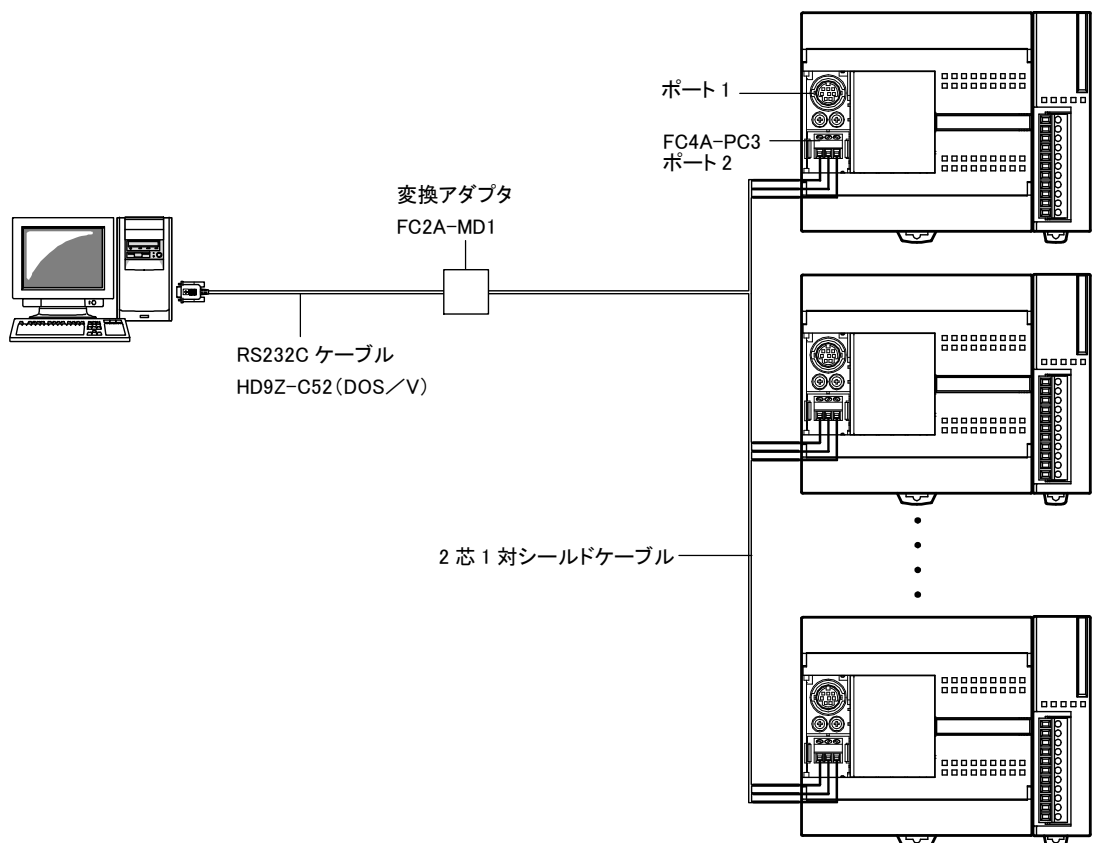 ポート 1
FC4A-PC3
ポート 2
変換アダプタ
FC2A-MD1
RS232C ケーブル
HD9Z-C52(DOS/V)
2 芯 1 対シールドケーブル